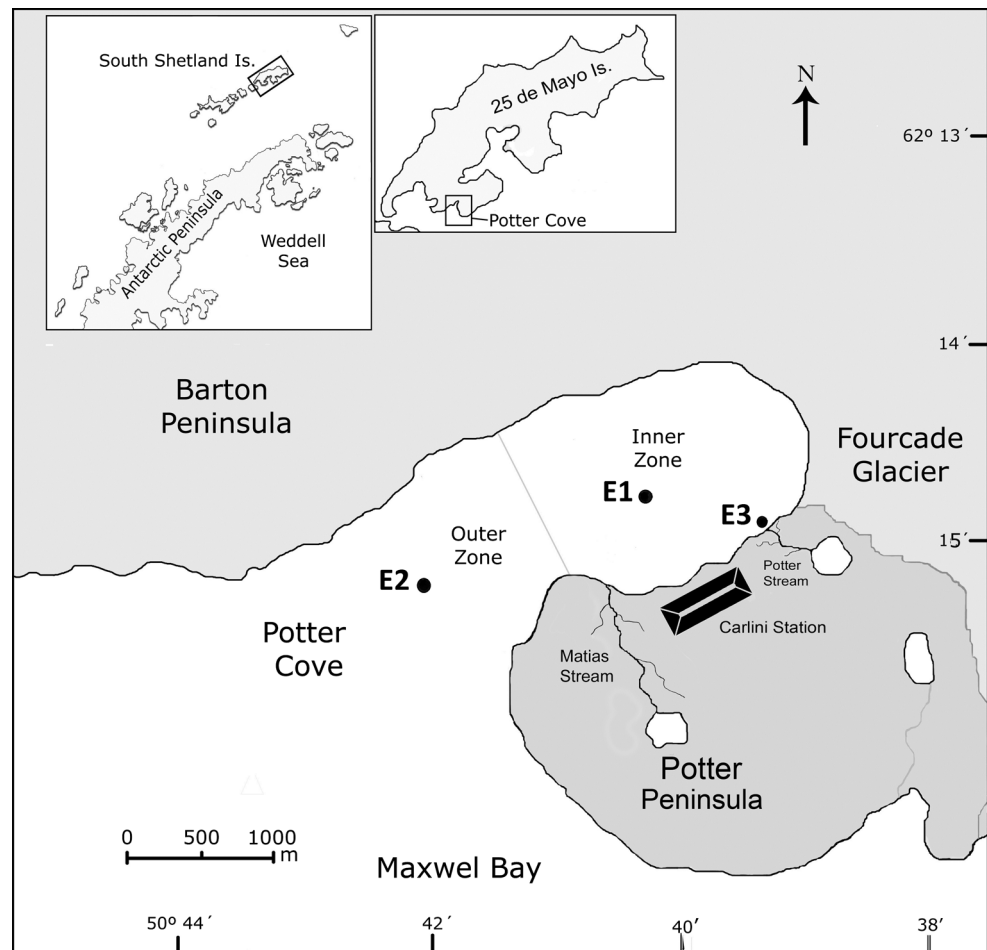 South Shetland Is.
Antarctic Peninsula
Weddell
Sea
25 de Mayo Is.
Potter Cove
N
62º 13´
14´
15´
Barton
Peninsula
Inner
Zone
Fourcade
Glacier
E1
E3
Outer
Zone
E2
Potter
Stream
Carlini Station
Potter
Cove
Matias
Stream
Potter
Peninsula
0 500 1000
m
Maxwel Bay
50º 44´ 42´ 40’ 38’